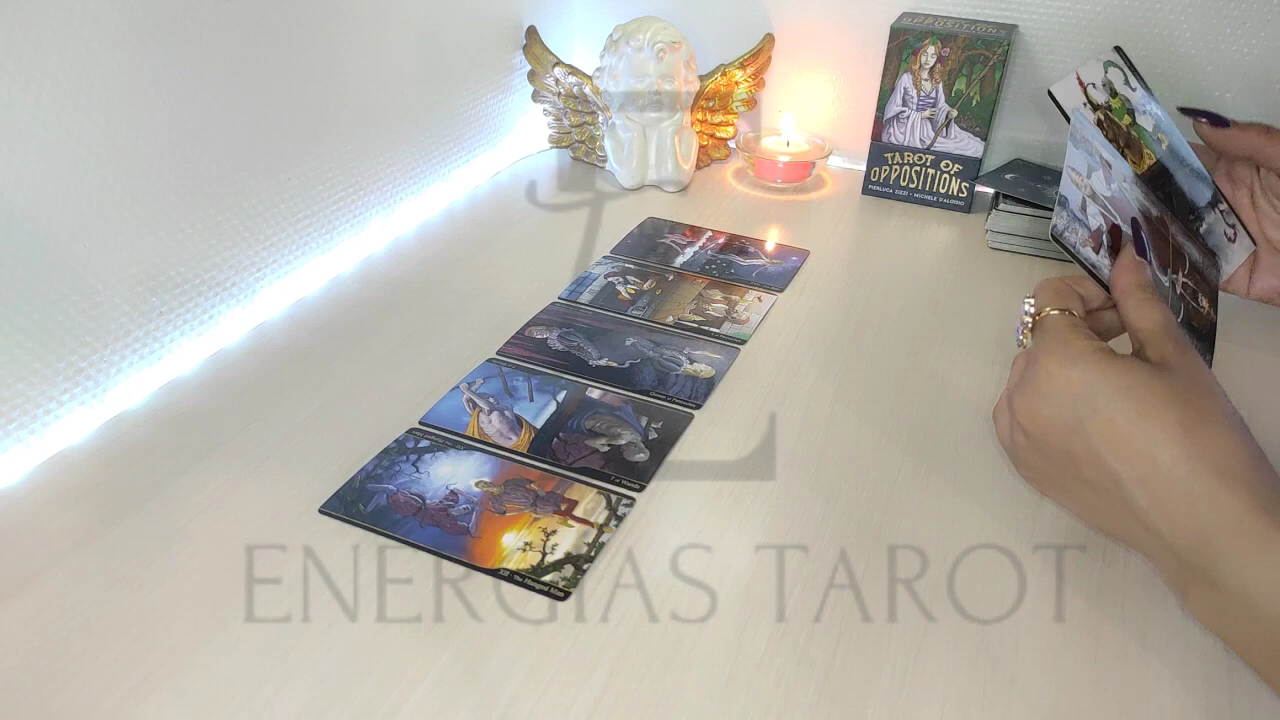 OPPOSITIONS
TAROT OF
OPPOSITIONS
PIERLUCA ZIZZI • MICHELE D'ALOISIO
Queen of Pentacles
7 of Wands
XII - The Hanged Man
ENERGIAS TAROT